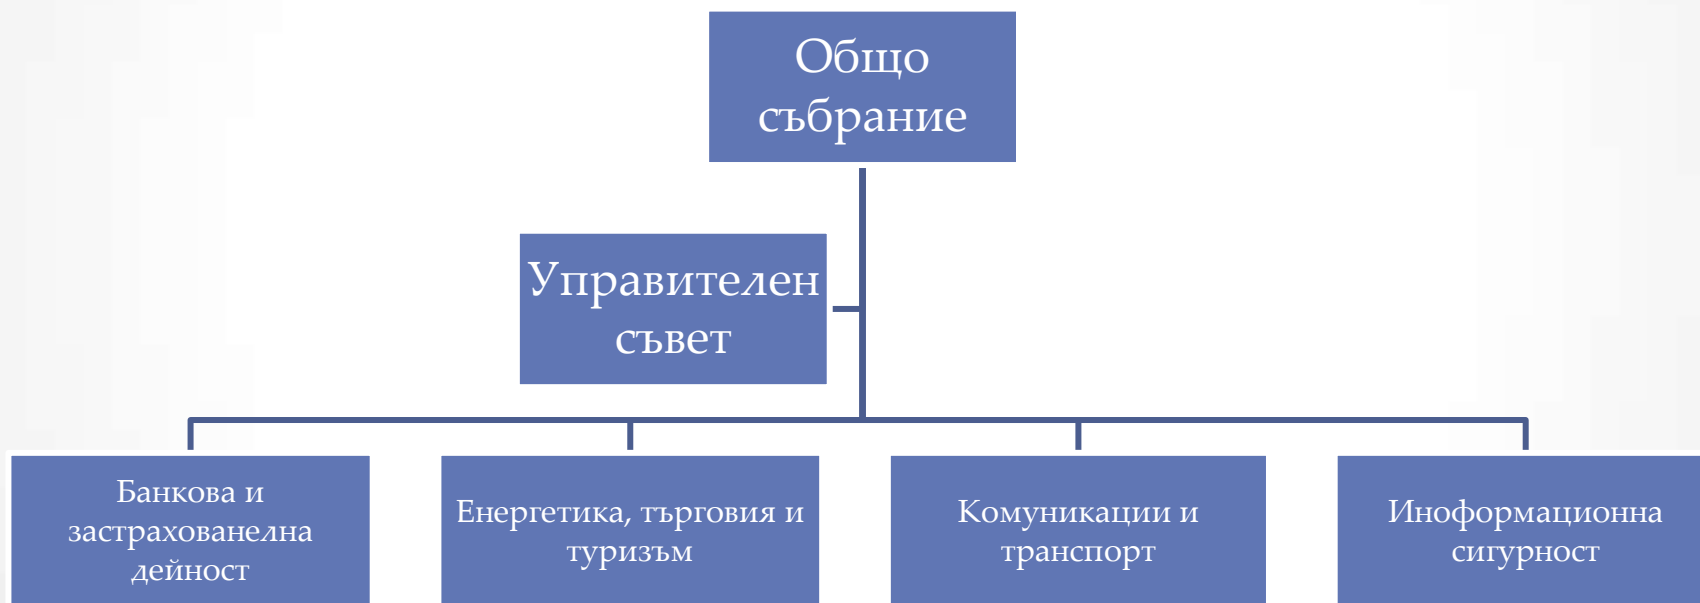 Общо
събрание
Управителен
съвет
Банкова и
застрахованелна
дейност
Енергетика, търговия и
туризъм
Комуникации и
транспорт
Иноформационна
сигурност